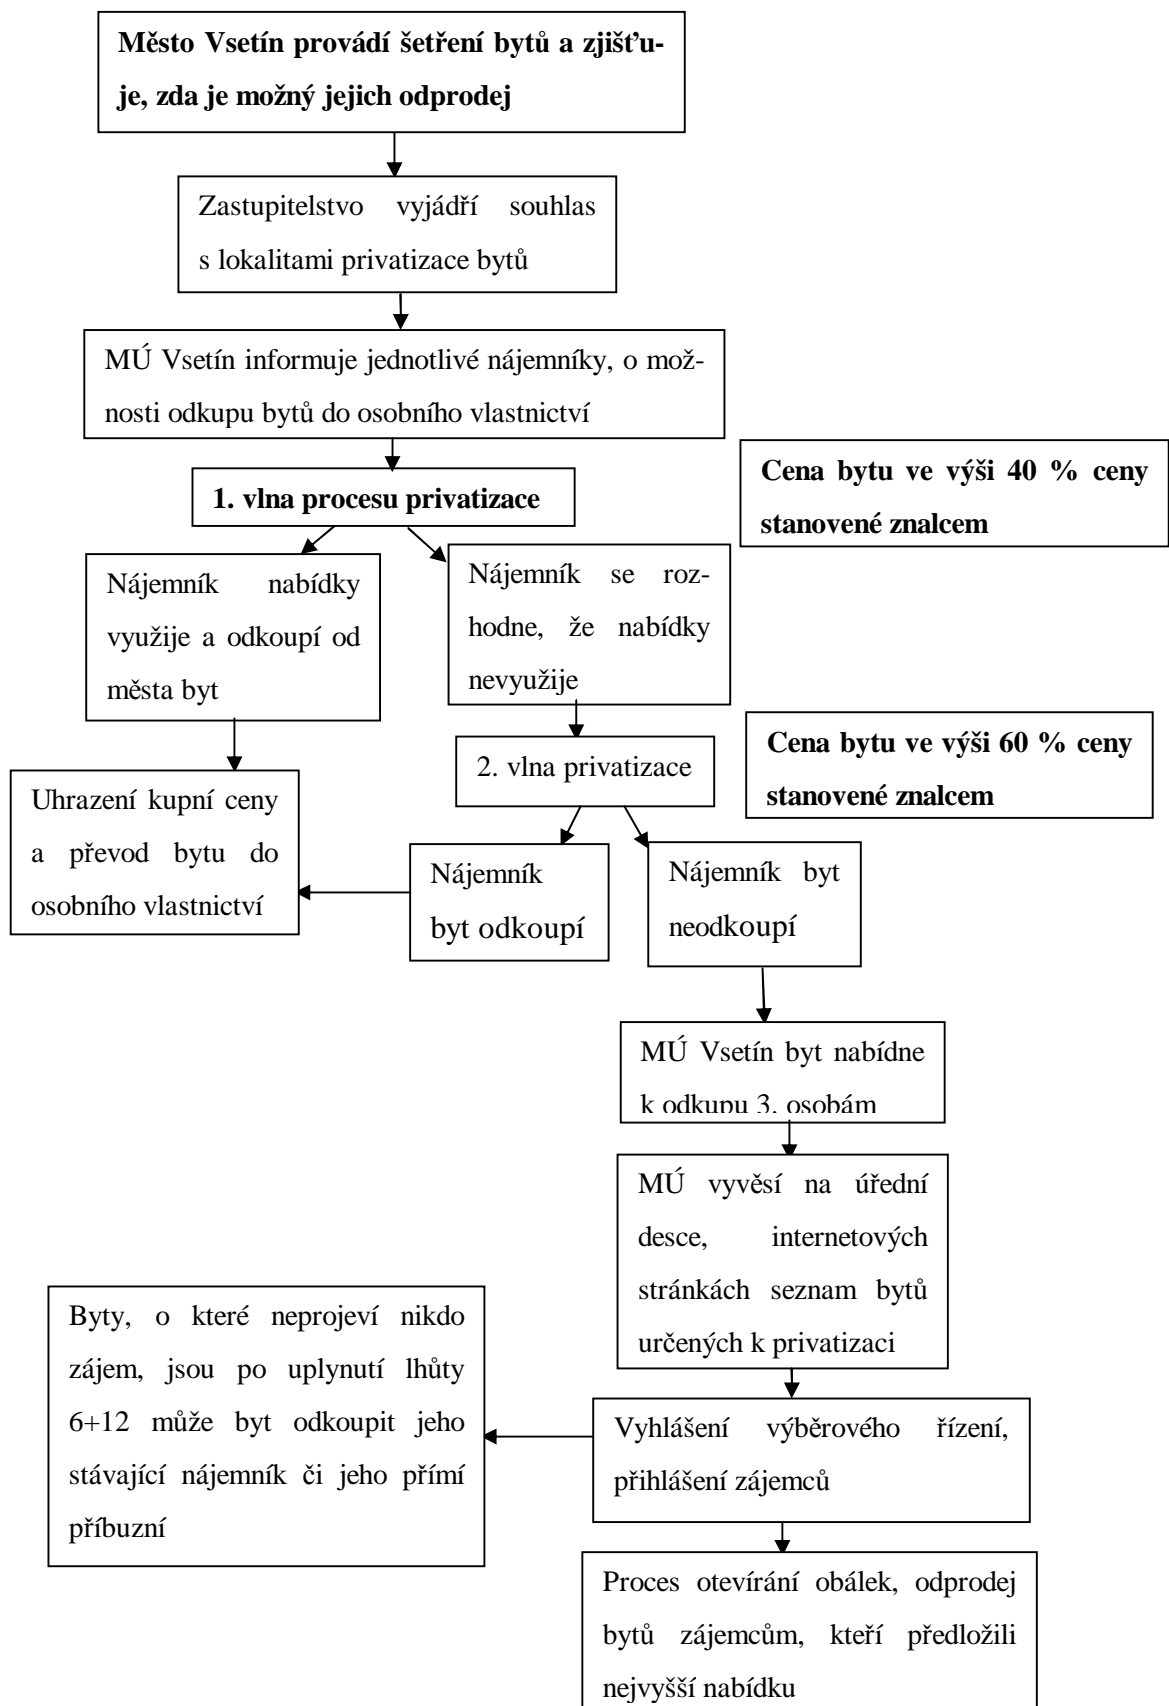 Město Vsetín provádí šetření bytů a zjišťu-
je, zda je možný jejich odprodej
Zastupitelstvo vyjádří souhlas
s lokalitami privatizace bytů
MÚ Vsetín informuje jednotlivé nájemníky, o mož-
nosti odkupu bytů do osobního vlastnictví
1. vlna procesu privatizace
Cena bytu ve výši 40 % ceny
stanovené znalcem
Nájemník nabídky
využije a odkoupí od
města byt
Nájemník se roz-
hodne, že nabídky
nevyužije
2. vlna privatizace
Cena bytu ve výši 60 % ceny
stanovené znalcem
Uhrazení kupní ceny
a převod bytu do
osobního vlastnictví
Nájemník
byt odkoupí
Nájemník byt
neodkoupí
MÚ Vsetín byt nabídne
k odkupu 3. osobám
MÚ vyvěsí na úřední
desce, internetových
stránkách seznam bytů
určených k privatizaci
Byty, o které neprojeví nikdo
zájem, jsou po uplynutí lhůty
6+12 může byt odkoupit jeho
stávající nájemník či jeho přímí
příbuzní
Vyhlášení výběrového řízení,
přihlášení zájemců
Proces otevírání obálek, odprodej
bytů zájemcům, kteří předložili
nejvyšší nabídku